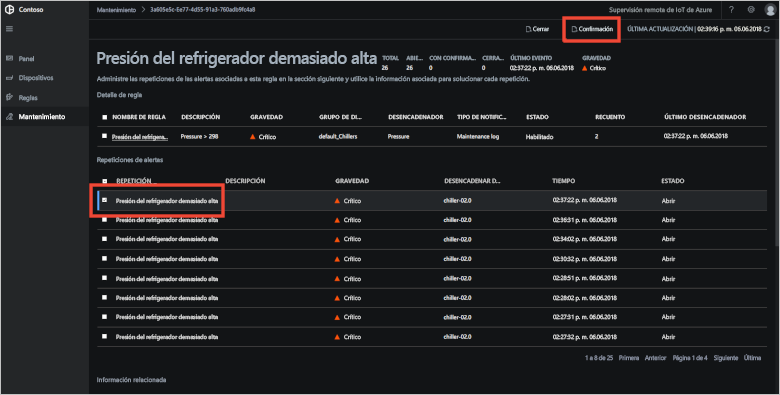 Contoso
Mantenimiento > 3a605e5c-Ee77-4d55-91a3-760adb9fc4a8
Supervisión remota de IoT de Azure
Cerrar
Confirmación
ÚLTIMA ACTUALIZACIÓN | 02:39:16 p. m. 06.06.2018
Panel
Dispositivos
Reglas
Mantenimiento
Presión del refrigerador demasiado alta
TOTAL ABIE... CON CONFIRMA... CERRA... ÚLTIMO EVENTO GRAVEDAD
26 26 0 0 02:37:22 p. m. 06.06.2018 Crítico
Administre las repeticiones de las alertas asociadas a esta regla en la sección siguiente y utilice la información asociada para solucionar cada repetición.
Detalle de regla
NOMBRE DE REGLA DESCRIPCIÓN GRAVEDAD GRUPO DE DI... DESENCADENADOR TIPO DE NOTIFIC... ESTADO RECUENTO ÚLTIMO DESENCADENADOR
Presión del refrigera... Pressure > 298 Crítico default_Chillers Pressure Maintenance log Habilitado 2 02:37:22 p. m. 06.06.2018
Repeticiones de alertas
REPETICIÓN... DESCRIPCIÓN GRAVEDAD DESENCADENAR D... TIEMPO ESTADO
Presión del refrigerador demasiado alta Crítico chiller-02.0 02:37:22 p. m. 06.06.2018 Abrir
Presión del refrigerador demasiado alta Crítico chiller-02.0 02:36:31 p. m. 06.06.2018 Abrir
Presión del refrigerador demasiado alta Crítico chiller-02.0 02:34:02 p. m. 06.06.2018 Abrir
Presión del refrigerador demasiado alta Crítico chiller-02.0 02:30:32 p. m. 06.06.2018 Abrir
Presión del refrigerador demasiado alta Crítico chiller-02.0 02:28:51 p. m. 06.06.2018 Abrir
Presión del refrigerador demasiado alta Crítico chiller-02.0 02:28:02 p. m. 06.06.2018 Abrir
Presión del refrigerador demasiado alta Crítico chiller-02.0 02:27:31 p. m. 06.06.2018 Abrir
Presión del refrigerador demasiado alta Crítico chiller-02.0 02:27:32 p. m. 06.06.2018 Abrir
1 a 8 de 25 Primera Anterior Página 1 de 4 Siguiente Última
Información relacionada